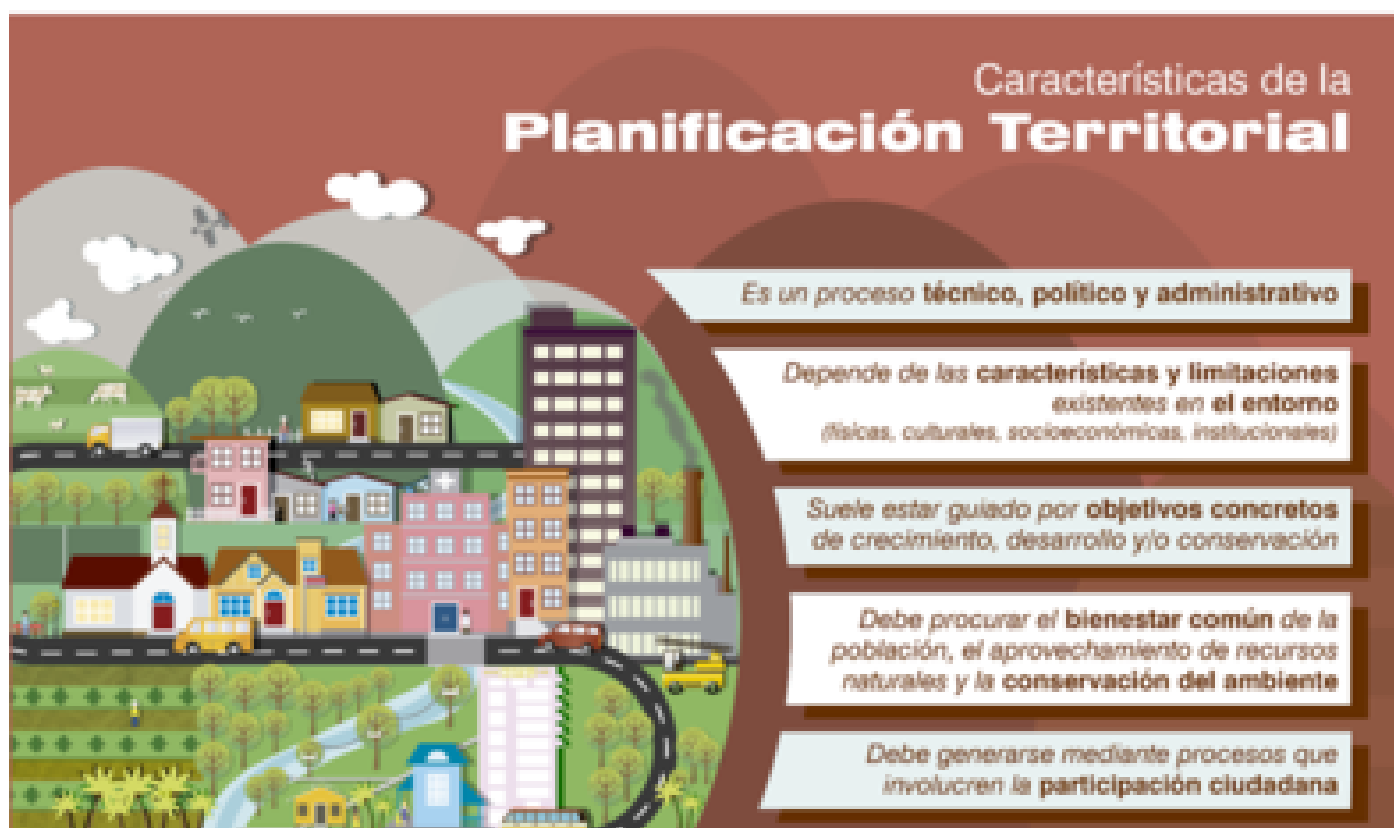 Características de la
Planificación Territorial
Es un proceso técnico, político y administrativo
Depende de las características y limitaciones
existentes en el entorno
(físicas, culturales, socioeconómicas, institucionales)
Suele estar guiado por objetivos concretos
de crecimiento, desarrollo y/o conservación
Debe procurar el bienestar común de la
población, el aprovechamiento de recursos
naturales y la conservación del ambiente
Debe generarse mediante procesos que
involucren la participación ciudadana